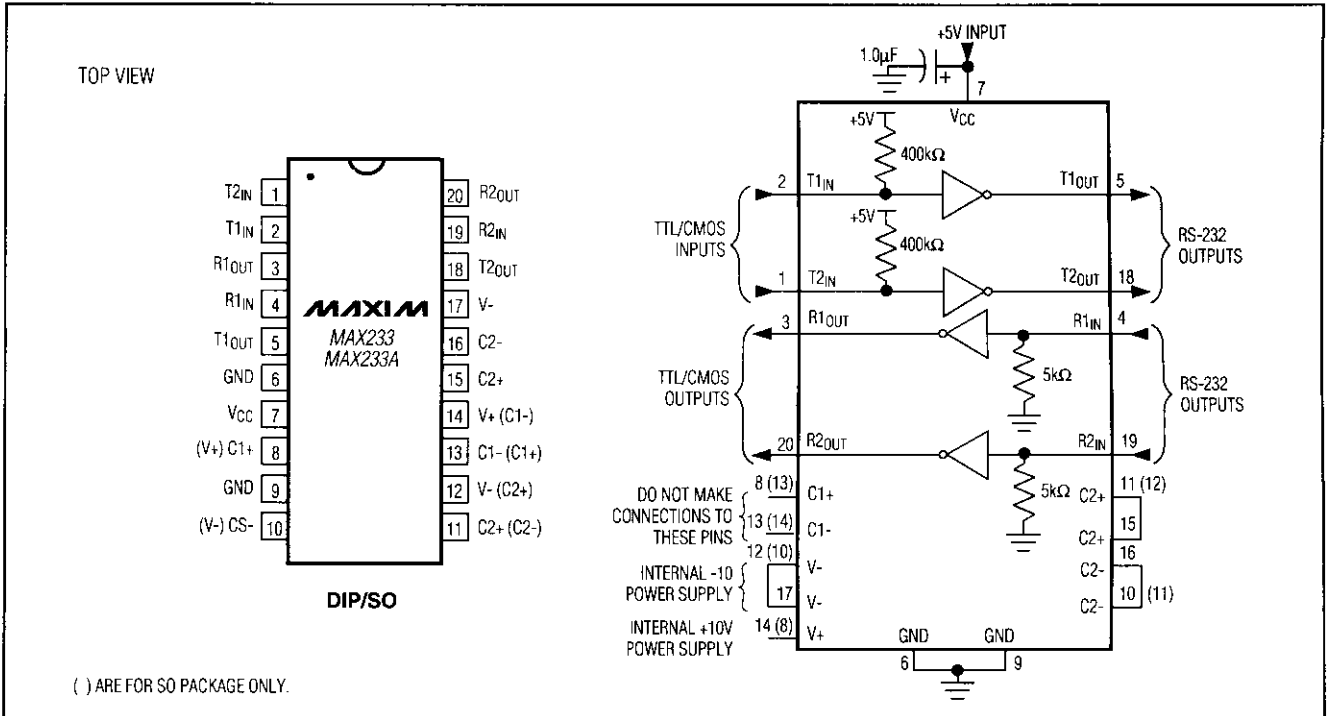 TOP VIEW
T2IN 1
T1IN 2
R1OUT 3
R1IN 4
T1OUT 5
GND 6
VCC 7
(V+) C1+ 8
GND 9
(V-) CS- 10
20 R2OUT
19 R2IN
18 T2OUT
17 V-
16 C2-
15 C2+
14 V+ (C1-)
13 C1- (C1+)
12 V- (C2+)
11 C2+ (C2-)
MAXIM
MAX233
MAX233A
DIP/SO
( ) ARE FOR SO PACKAGE ONLY.
+5V INPUT
1.0µF
+
7
VCC
+5V
400kΩ
2 T1IN
T1OUT 5
+5V
400kΩ
TTL/CMOS
INPUTS
RS-232
OUTPUTS
1 T2IN
T2OUT 18
3 R1OUT
R1IN 4
5kΩ
TTL/CMOS
OUTPUTS
RS-232
OUTPUTS
20 R2OUT
R2IN 19
5kΩ
DO NOT MAKE
CONNECTIONS TO
THESE PINS
8 (13) C1+
13 (14) C1-
INTERNAL -10
POWER SUPPLY
12 (10) V-
17 V-
INTERNAL +10V
POWER SUPPLY
14 (8) V+
C2+ 11 (12)
C2+ 15
C2- 16
C2- 10 (11)
GND GND
6 9